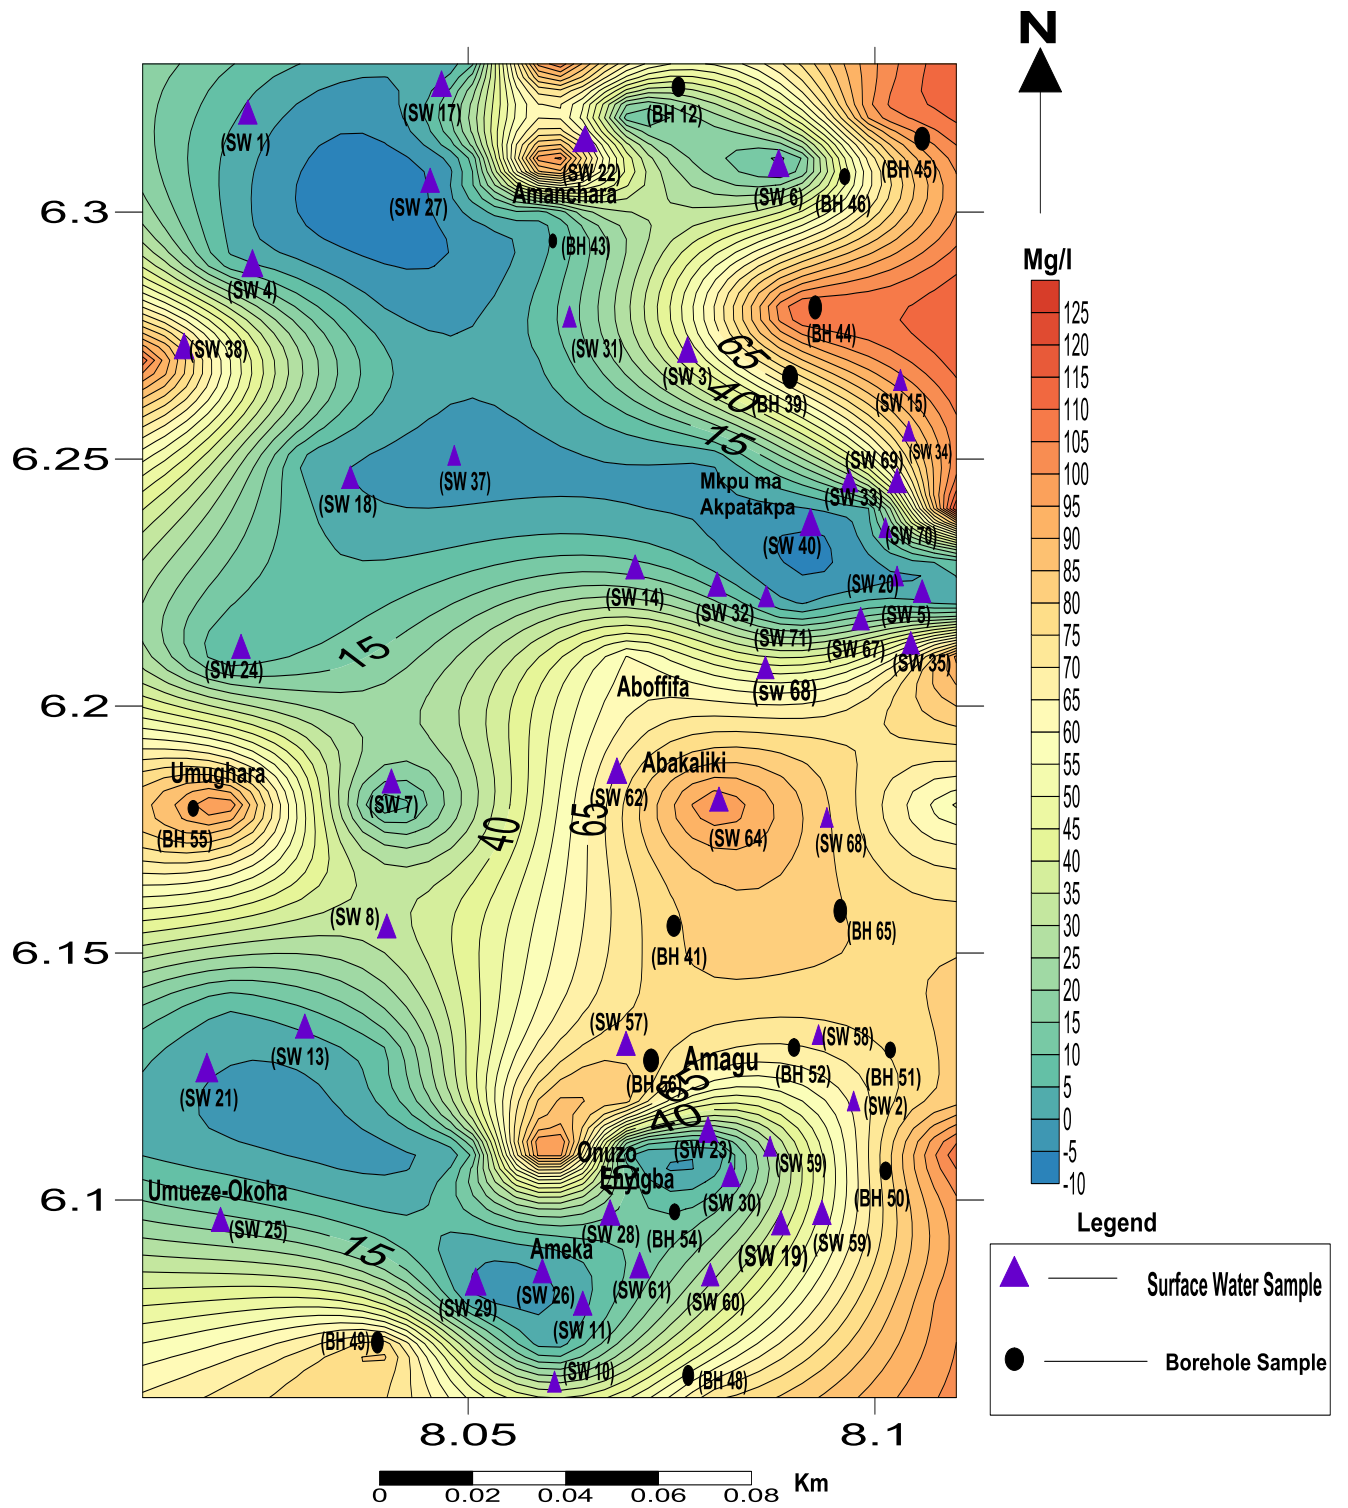 N
(SW 17)
(SW 1)
(BH 12)
(SW 22)
(BH 45)
Amanchara
(SW 6)
(BH 46)
(SW 27)
6.3
(BH 43)
(SW 4)
Mg/l
(BH 44)
(SW 38)
(SW 31)
65
(SW 3)
40
(BH 39)
(SW 15)
15
(SW 34)
6.25
(SW 69)
(SW 37)
Mkpu ma
Akpatakpa
(SW 18)
(SW 33)
(SW 70)
(SW 40)
(SW 20)
(SW 14)
(SW 32)
(SW 5)
(SW 71)
(SW 67)
15
(SW 24)
(SW 35)
Aboffifa
(sw 68)
6.2
Umughara
Abakaliki
(SW 7)
(SW 62)
65
40
(BH 55)
(SW 64)
(SW 68)
(SW 8)
(BH 65)
(BH 41)
6.15
(SW 57)
(SW 58)
(SW 13)
Amagu
(BH 52)
(BH 51)
(BH 56)
65
(SW 21)
(SW 2)
40
Onuzo
(SW 23)
(SW 59)
Enyigba
15
Umueze-Okoha
(SW 30)
(BH 50)
6.1
(SW 25)
(SW 28)
(BH 54)
(SW 19)
(SW 59)
15
Ameka
(SW 61)
(SW 29)
(SW 26)
(SW 60)
(SW 11)
(BH 49)
(SW 10)
(BH 48)
8.05
8.1
0
0.02
0.04
0.06
0.08
Km
125
120
115
110
105
100
95
90
85
80
75
70
65
60
55
50
45
40
35
30
25
20
15
10
5
0
-5
-10
Legend
Surface Water Sample
Borehole Sample